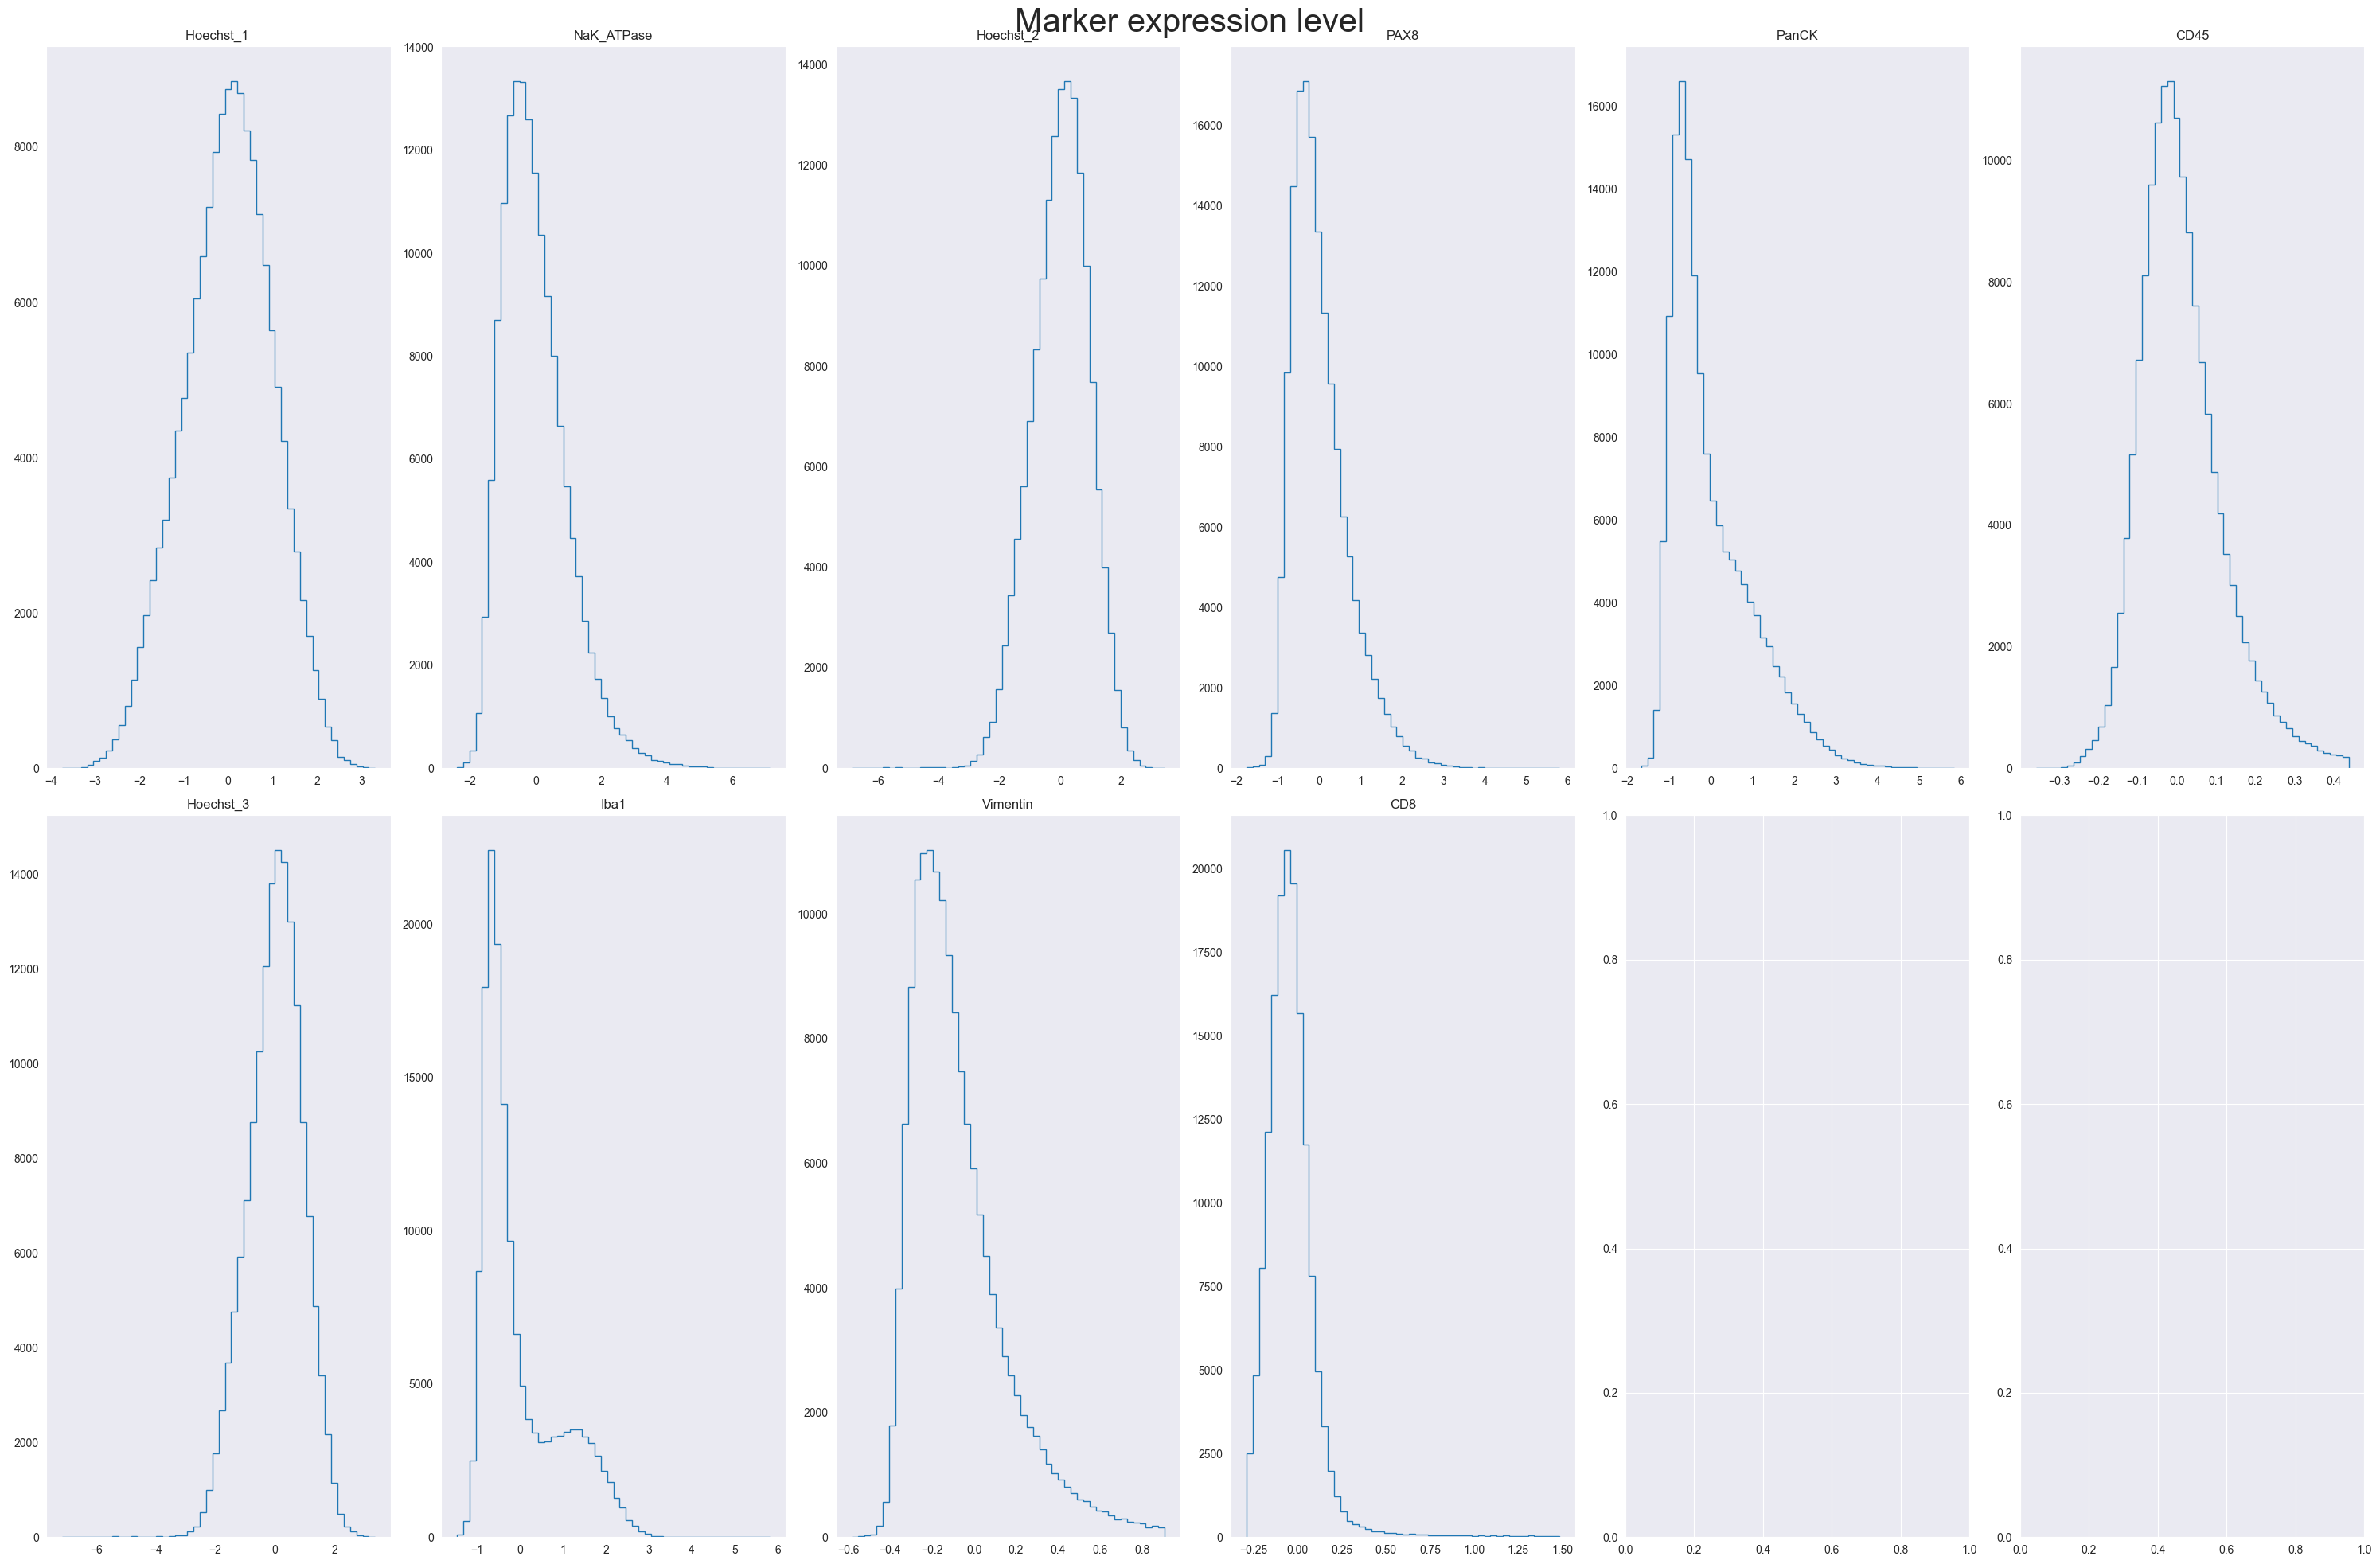 Marker expression level
Hoechst_1 NaK_ATPase Hoechst_2 PAX8 PanCK CD45
8000 6000 4000 2000 0
−4 −3 −2 −1 0 1 2 3
14000 12000 10000 8000 6000 4000 2000 0
−2 0 2 4 6
14000 12000 10000 8000 6000 4000 2000 0
−6 −4 −2 0 2
16000 14000 12000 10000 8000 6000 4000 2000 0
−2 −1 0 1 2 3 4 5 6
16000 14000 12000 10000 8000 6000 4000 2000 0
−2 −1 0 1 2 3 4 5 6
10000 8000 6000 4000 2000 0
−0.3 −0.2 −0.1 0.0 0.1 0.2 0.3 0.4
Hoechst_3 Iba1 Vimentin CD8
14000 12000 10000 8000 6000 4000 2000 0
−6 −4 −2 0 2
20000 15000 10000 5000 0
−1 0 1 2 3 4 5 6
10000 8000 6000 4000 2000 0
−0.6 −0.4 −0.2 0.0 0.2 0.4 0.6 0.8
20000 17500 15000 12500 10000 7500 5000 2500 0
−0.25 0.00 0.25 0.50 0.75 1.00 1.25 1.50
1.0 0.8 0.6 0.4 0.2 0.0
0.0 0.2 0.4 0.6 0.8 1.0
1.0 0.8 0.6 0.4 0.2 0.0
0.0 0.2 0.4 0.6 0.8 1.0